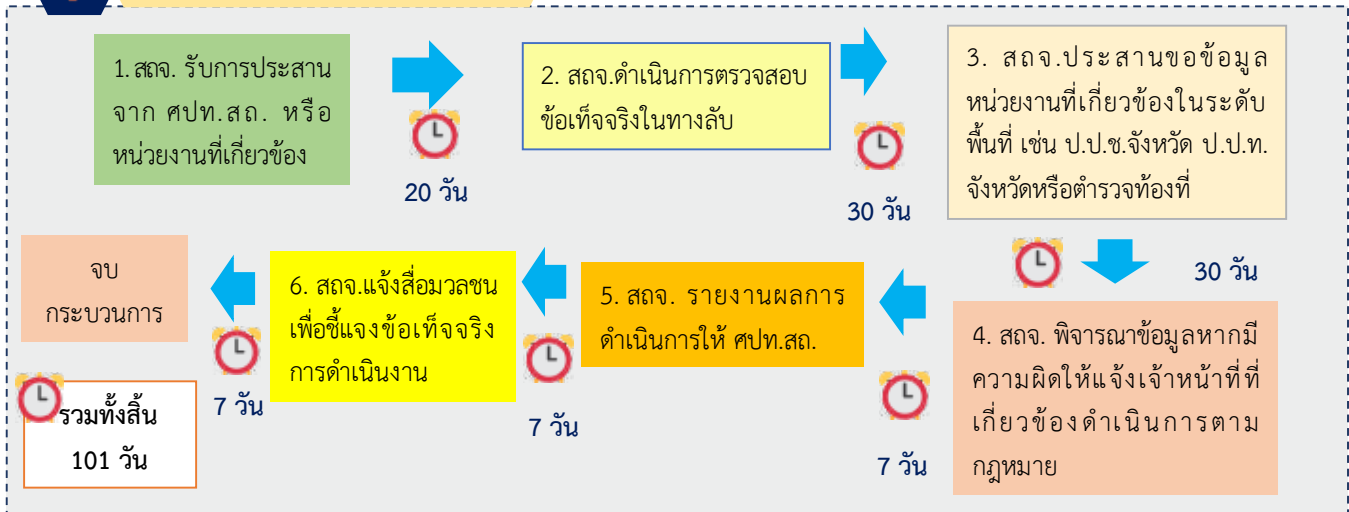 1. สถจ. รับการประสาน
จาก ศปท.สถ. หรือ
หน่วยงานที่เกี่ยวข้อง
20 วัน
2. สถจ.ดำเนินการตรวจสอบ
ข้อเท็จจริงในทางลับ
30 วัน
3. สถจ.ประสานขอข้อมูล
หน่วยงานที่เกี่ยวข้องในระดับ
พื้นที่ เช่น ป.ป.ช.จังหวัด ป.ป.ท.
จังหวัดหรือตำรวจท้องที่
30 วัน
4. สถจ. พิจารณาข้อมูลหากมี
ความผิดให้แจ้งเจ้าหน้าที่ที่
เกี่ยวข้องดำเนินการตาม
กฎหมาย
7 วัน
5. สถจ. รายงานผลการ
ดำเนินการให้ ศปท.สถ.
7 วัน
6. สถจ.แจ้งสื่อมวลชน
เพื่อชี้แจงข้อเท็จจริง
การดำเนินงาน
7 วัน
จบ
กระบวนการ
รวมทั้งสิ้น
101 วัน